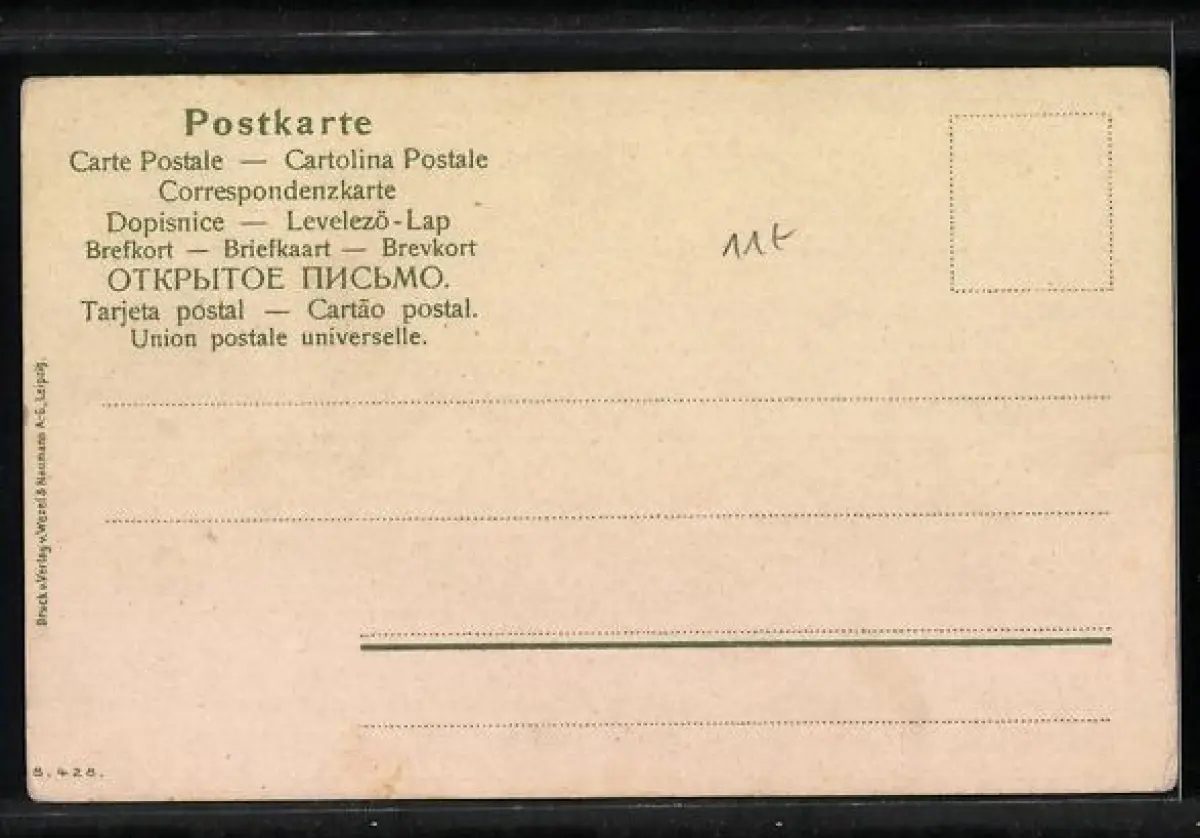 Postkarte
Carte Postale — Cartolina Postale
Correspondenzkarte
Dopisnice — Levelezö-Lap
Brefkort — Briefkaart — Brevkort
ОТКРЫТОЕ ПИСЬМО.
Tarjeta postal — Cartão postal.
Union postale universelle.
11t
Druck u. Verlag v. Wezel & Naumann A.-G., Leipzig.
S. 428.